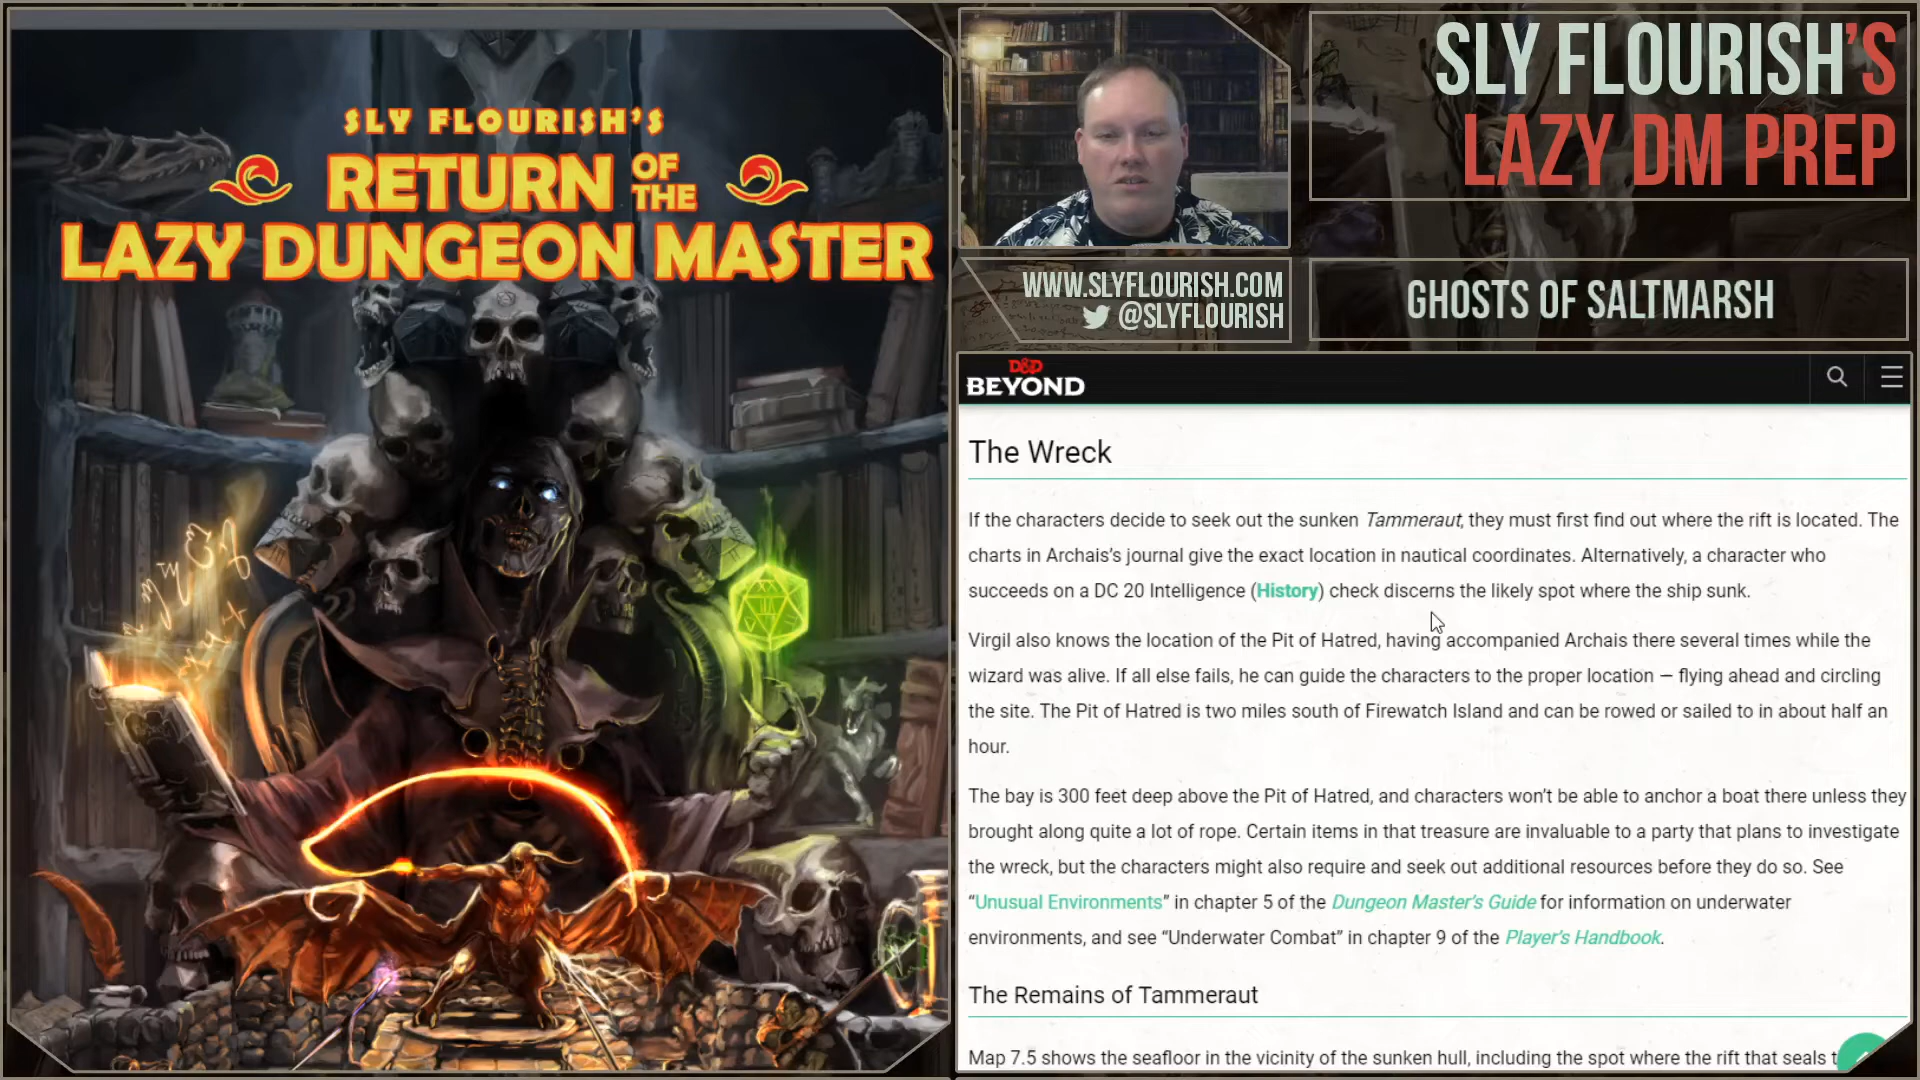 SLY FLOURISH'S
RETURN OF THE
LAZY DUNGEON MASTER
WWW.SLYFLOURISH.COM
@SLYFLOURISH
SLY FLOURISH'S
LAZY DM PREP
GHOSTS OF SALTMARSH
D&D
BEYOND
The Wreck
If the characters decide to seek out the sunken Tammeraut, they must first find out where the rift is located. The
charts in Archais's journal give the exact location in nautical coordinates. Alternatively, a character who
succeeds on a DC 20 Intelligence (History) check discerns the likely spot where the ship sunk.
Virgil also knows the location of the Pit of Hatred, having accompanied Archais there several times while the
wizard was alive. If all else fails, he can guide the characters to the proper location — flying ahead and circling
the site. The Pit of Hatred is two miles south of Firewatch Island and can be rowed or sailed to in about half an
hour.
The bay is 300 feet deep above the Pit of Hatred, and characters won't be able to anchor a boat there unless they
brought along quite a lot of rope. Certain items in that treasure are invaluable to a party that plans to investigate
the wreck, but the characters might also require and seek out additional resources before they do so. See
“Unusual Environments” in chapter 5 of the Dungeon Master's Guide for information on underwater
environments, and see “Underwater Combat” in chapter 9 of the Player's Handbook.
The Remains of Tammeraut
Map 7.5 shows the seafloor in the vicinity of the sunken hull, including the spot where the rift that seals